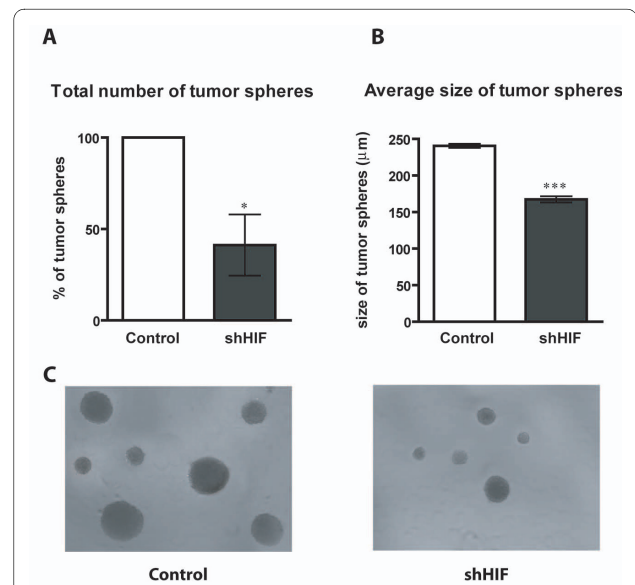 A
B
Total number of tumor spheres
Average size of tumor spheres
% of tumor spheres
100
50
0
*
Control
shHIF
size of tumor spheres (μm)
250
200
150
100
50
0
***
Control
shHIF
C
Control
shHIF